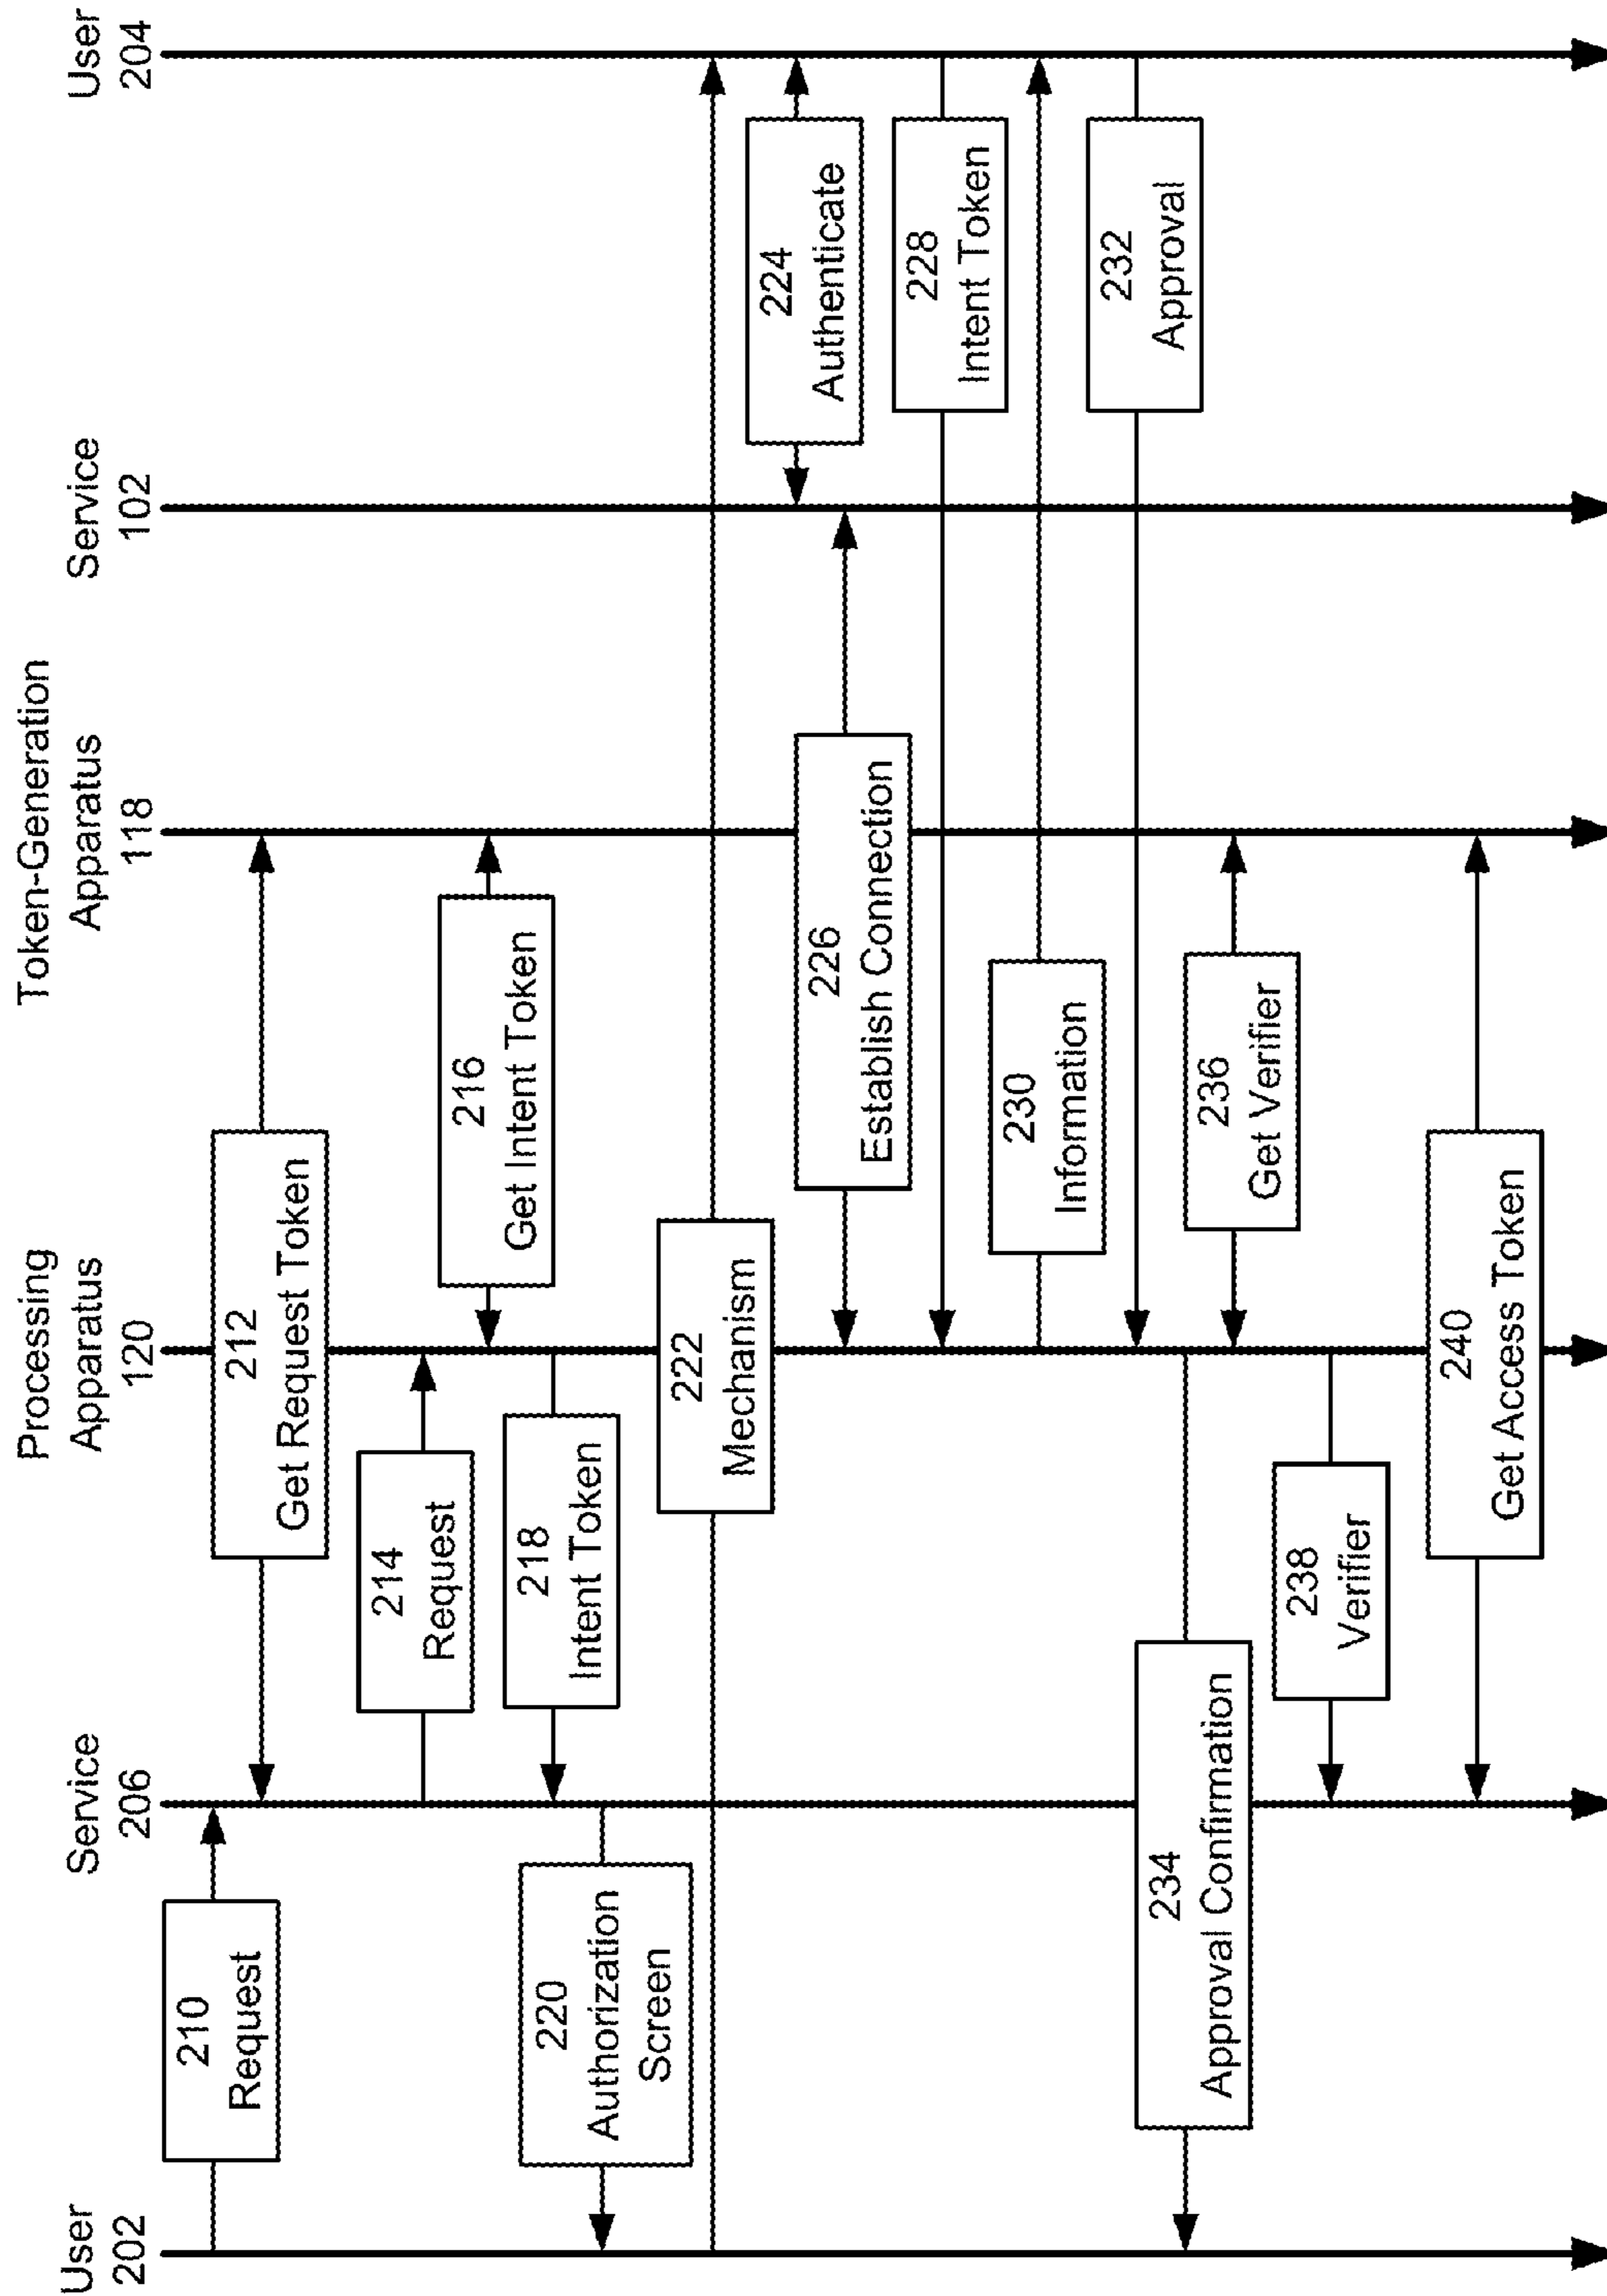 User
202
Service
206
Processing
Apparatus
120
Token-Generation
Apparatus
118
Service
102
User
204
210
Request
212
Get Request Token
214
Request
216
Get Intent Token
218
Intent Token
220
Authorization
Screen
222
Mechanism
224
Authenticate
226
Establish Connection
228
Intent Token
230
Information
232
Approval
234
Approval Confirmation
236
Get Verifier
238
Verifier
240
Get Access Token